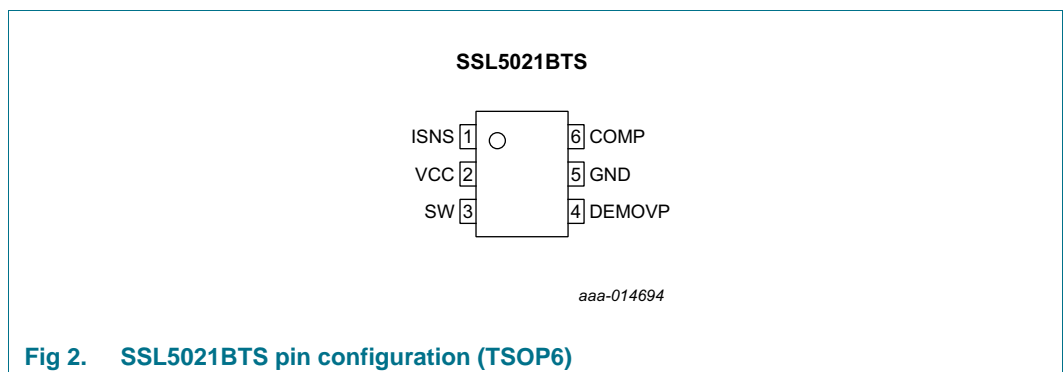 SSL5021BTS
ISNS 1 6 COMP
VCC 2 5 GND
SW 3 4 DEMOVP
aaa-014694
Fig 2. SSL5021BTS pin configuration (TSOP6)